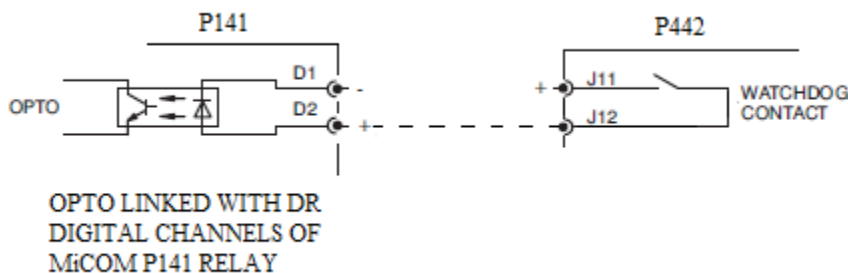 P141
P442
D1
-
+
J11
OPTO
D2
+
J12
WATCHDOG
CONTACT
OPTO LINKED WITH DR
DIGITAL CHANNELS OF
MiCOM P141 RELAY